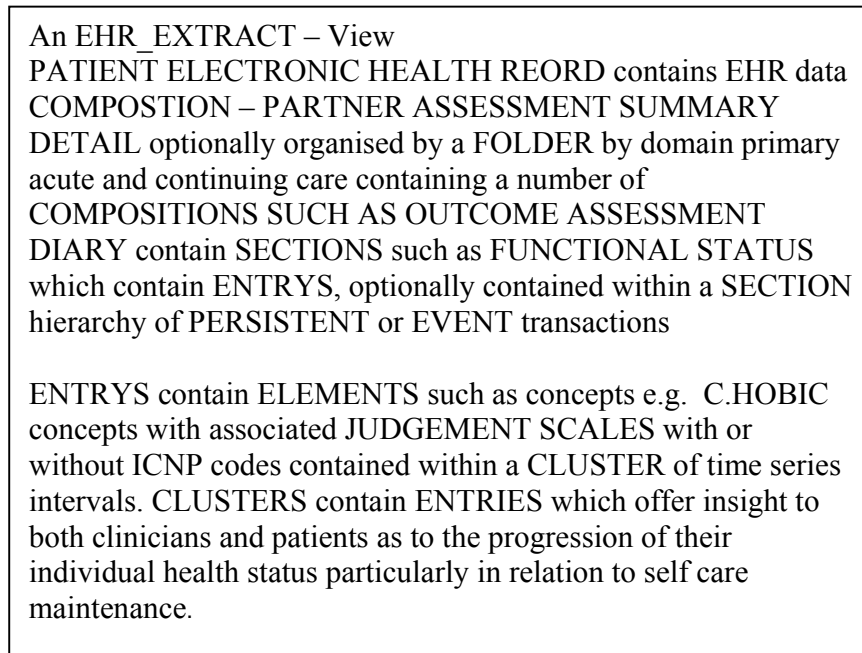 An EHR_EXTRACT – View
PATIENT ELECTRONIC HEALTH REORD contains EHR data
COMPOSTION – PARTNER ASSESSMENT SUMMARY
DETAIL optionally organised by a FOLDER by domain primary
acute and continuing care containing a number of
COMPOSITIONS SUCH AS OUTCOME ASSESSMENT
DIARY contain SECTIONS such as FUNCTIONAL STATUS
which contain ENTRYS, optionally contained within a SECTION
hierarchy of PERSISTENT or EVENT transactions

ENTRYS contain ELEMENTS such as concepts e.g.  C.HOBIC
concepts with associated JUDGEMENT SCALES with or
without ICNP codes contained within a CLUSTER of time series
intervals. CLUSTERS contain ENTRIES which offer insight to
both clinicians and patients as to the progression of their
individual health status particularly in relation to self care
maintenance.